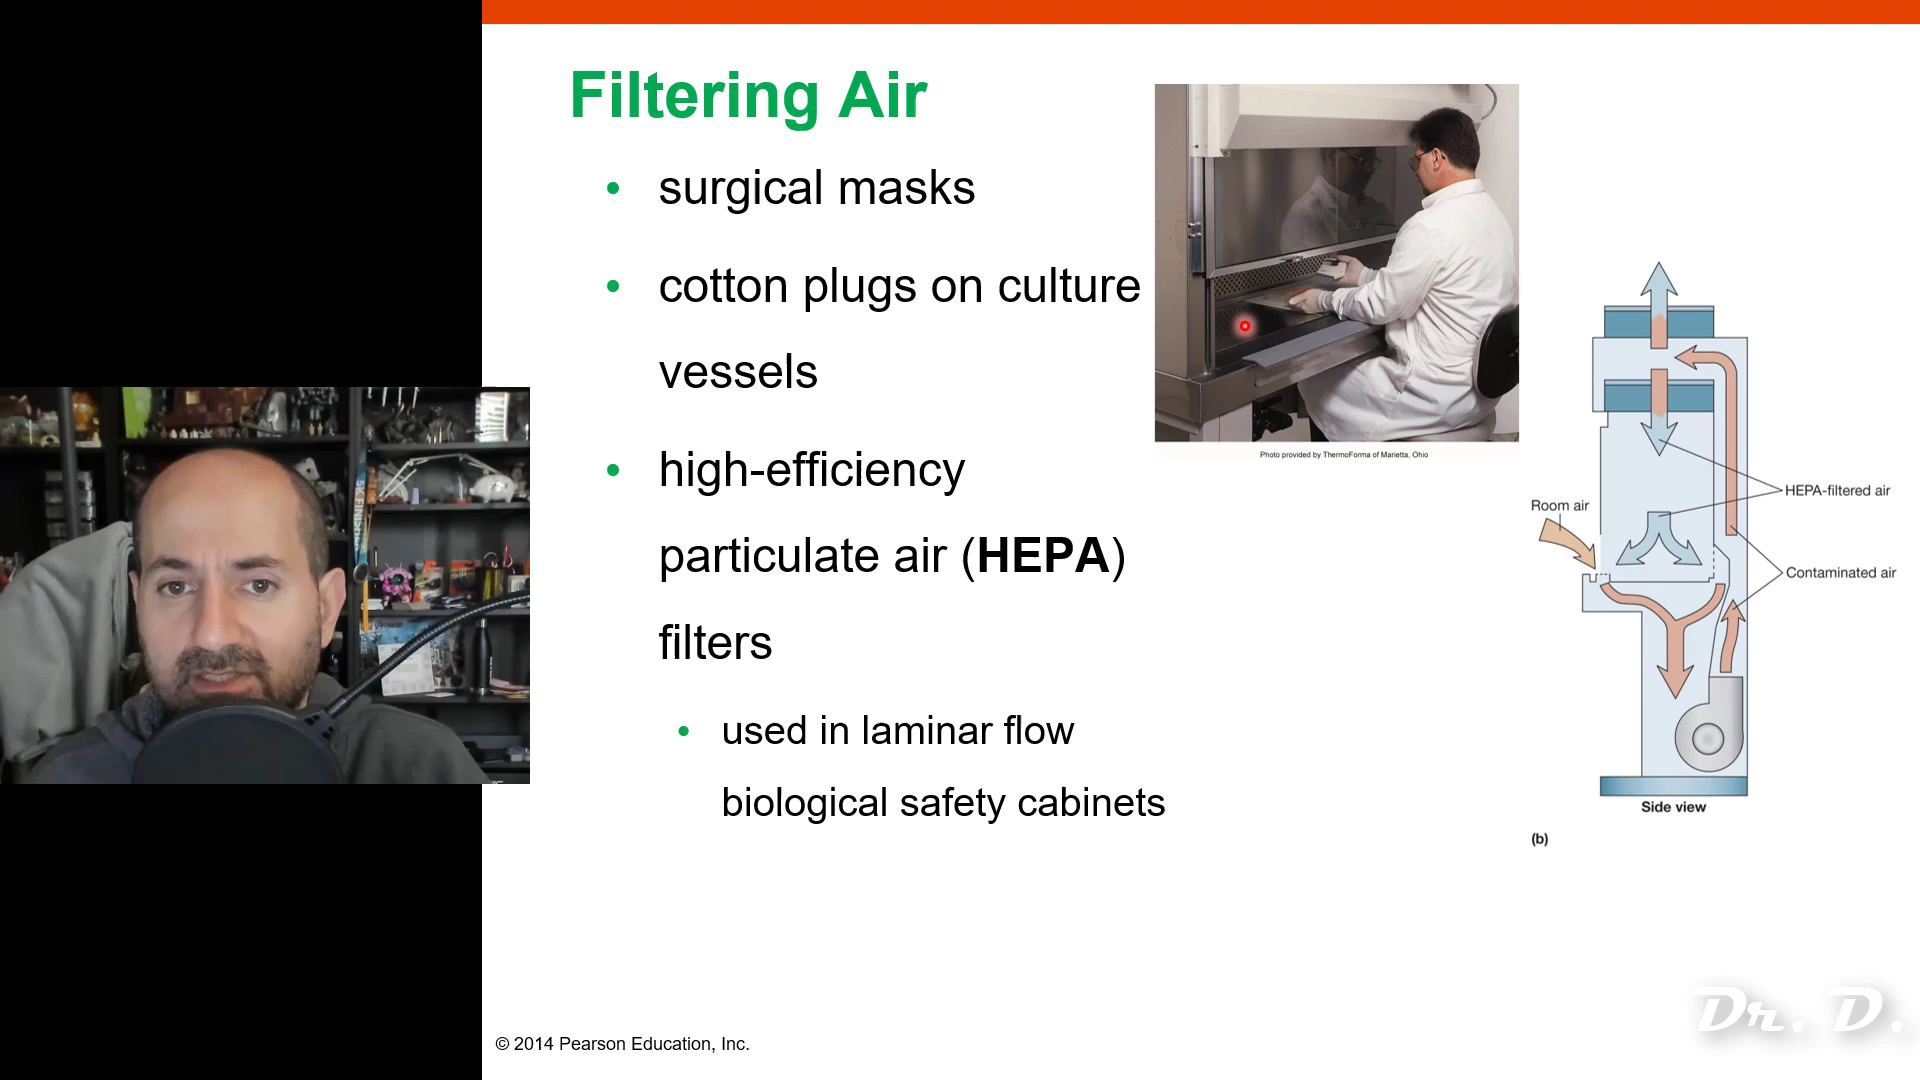 Filtering Air
• surgical masks
• cotton plugs on culture
vessels
• high-efficiency
particulate air (HEPA)
filters
• used in laminar flow
biological safety cabinets
Photo provided by ThermoForma of Marietta, Ohio
Room air
HEPA-filtered air
Contaminated air
Side view
(b)
© 2014 Pearson Education, Inc.
Dr. D.